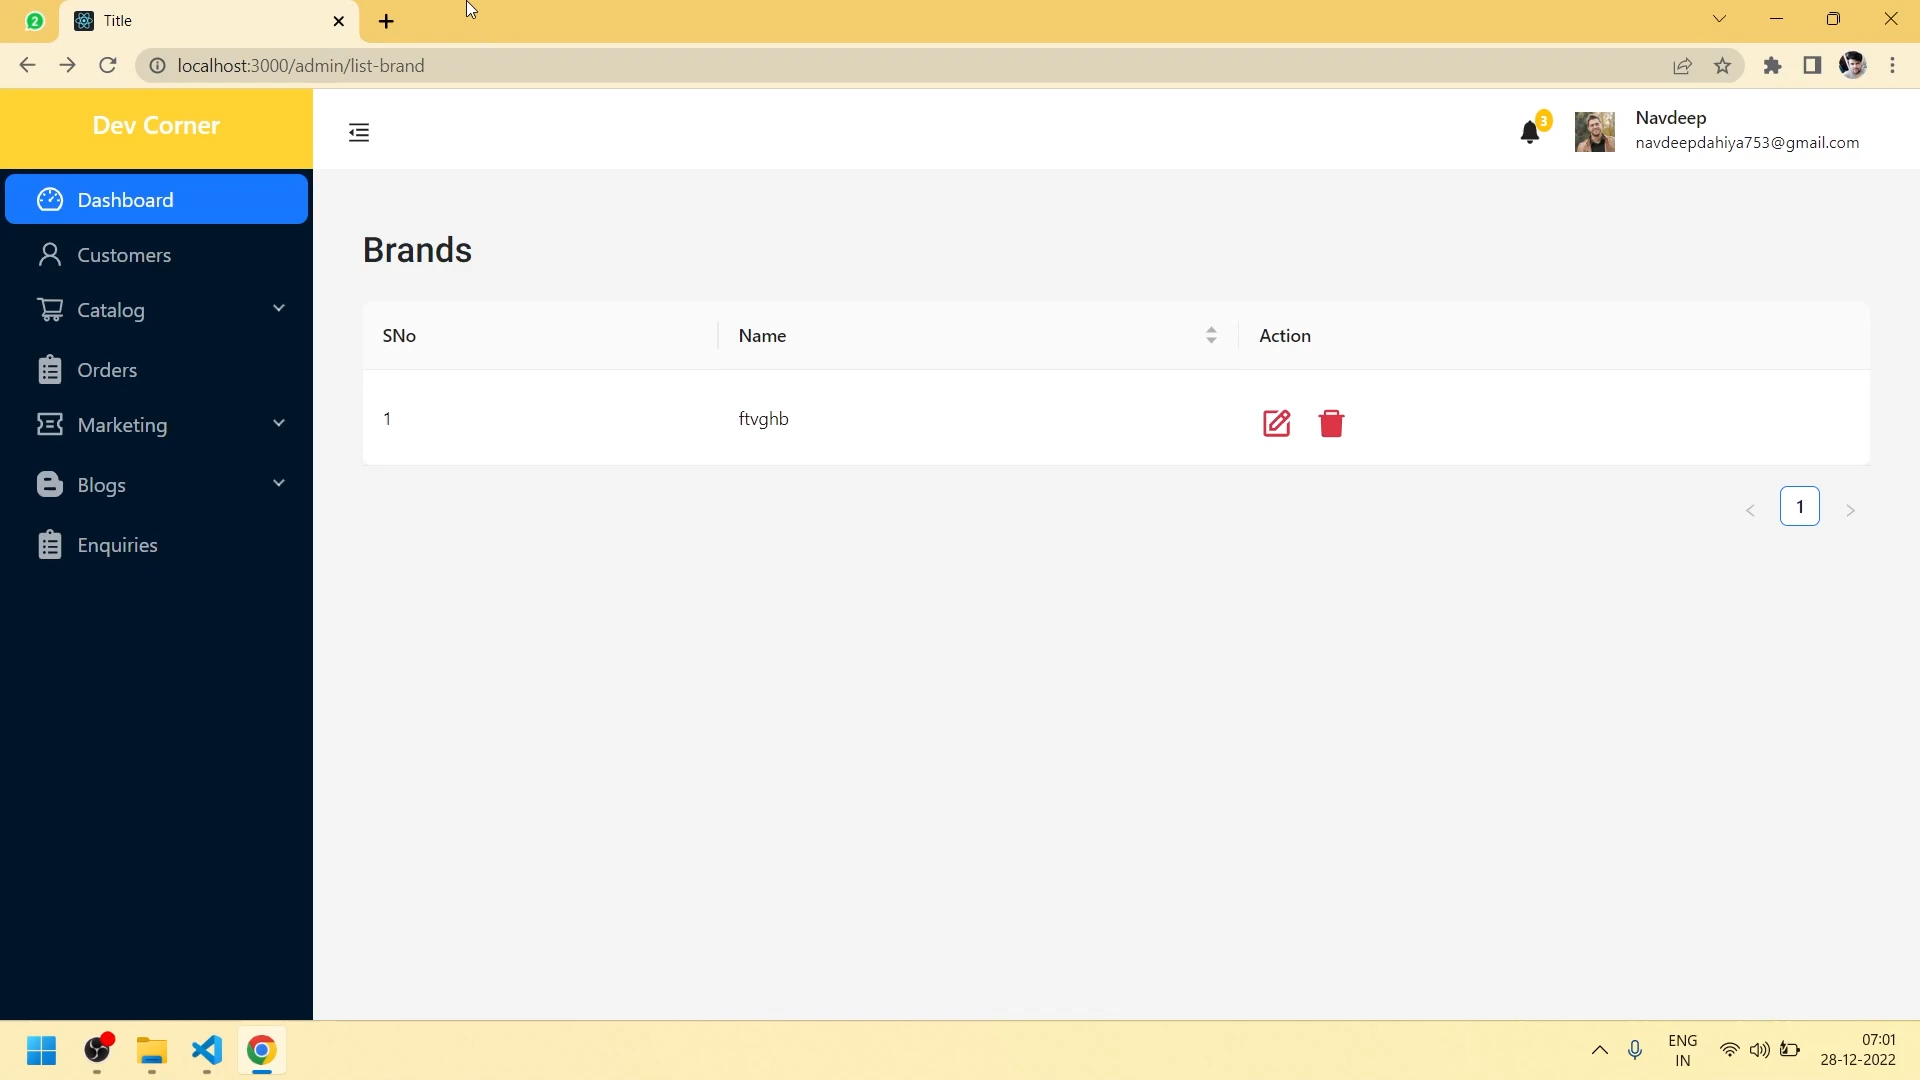 2
Title
localhost:3000/admin/list-brand
Dev Corner
3
Navdeep
navdeepdahiya753@gmail.com
Dashboard
Customers
Catalog
Orders
Marketing
Blogs
Enquiries
Brands
SNo Name Action
1 ftvghb
< 1 >
ENG
IN
07:01
28-12-2022